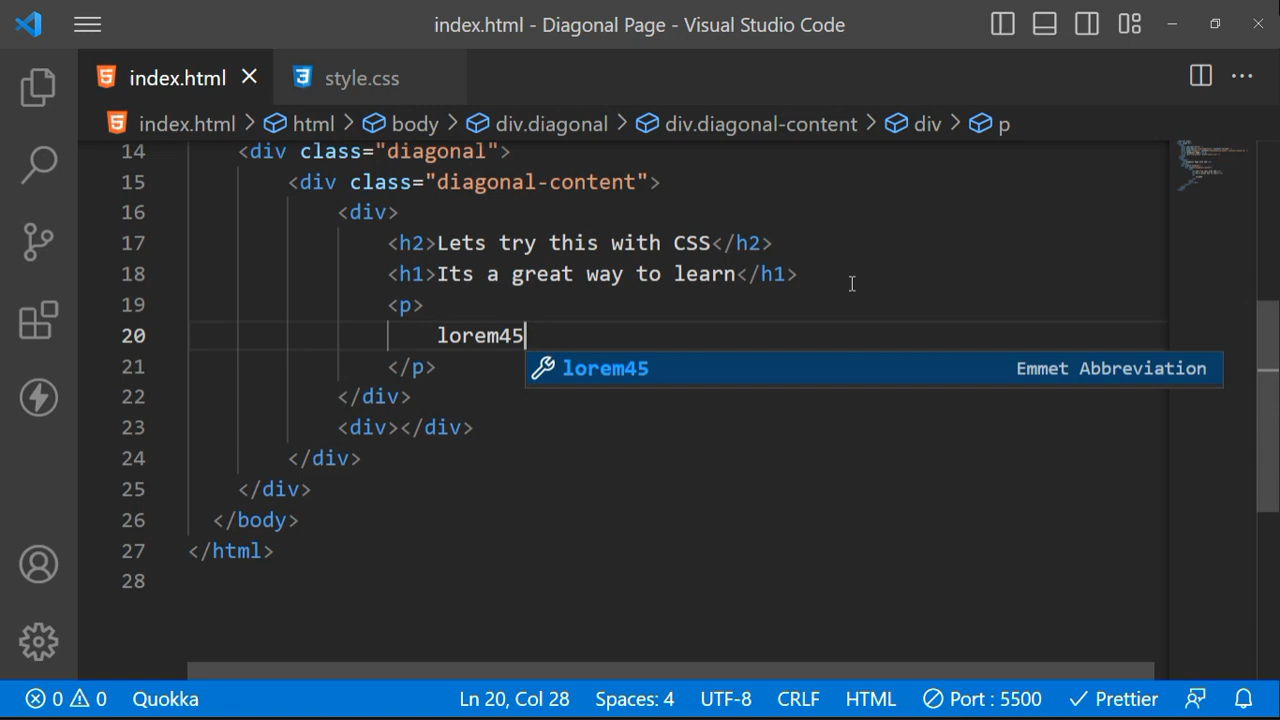 index.html - Diagonal Page - Visual Studio Code
index.html style.css
index.html > html > body > div.diagonal > div.diagonal-content > div > p
14 <div class="diagonal">
15 <div class="diagonal-content">
16 <div>
17 <h2>Lets try this with CSS</h2>
18 <h1>Its a great way to learn</h1>
19 <p>
20 lorem45
21 </p>
lorem45 Emmet Abbreviation
22 </div>
23 <div></div>
24 </div>
25 </div>
26 </body>
27 </html>
28
0 0 Quokka Ln 20, Col 28 Spaces: 4 UTF-8 CRLF HTML Port : 5500 Prettier